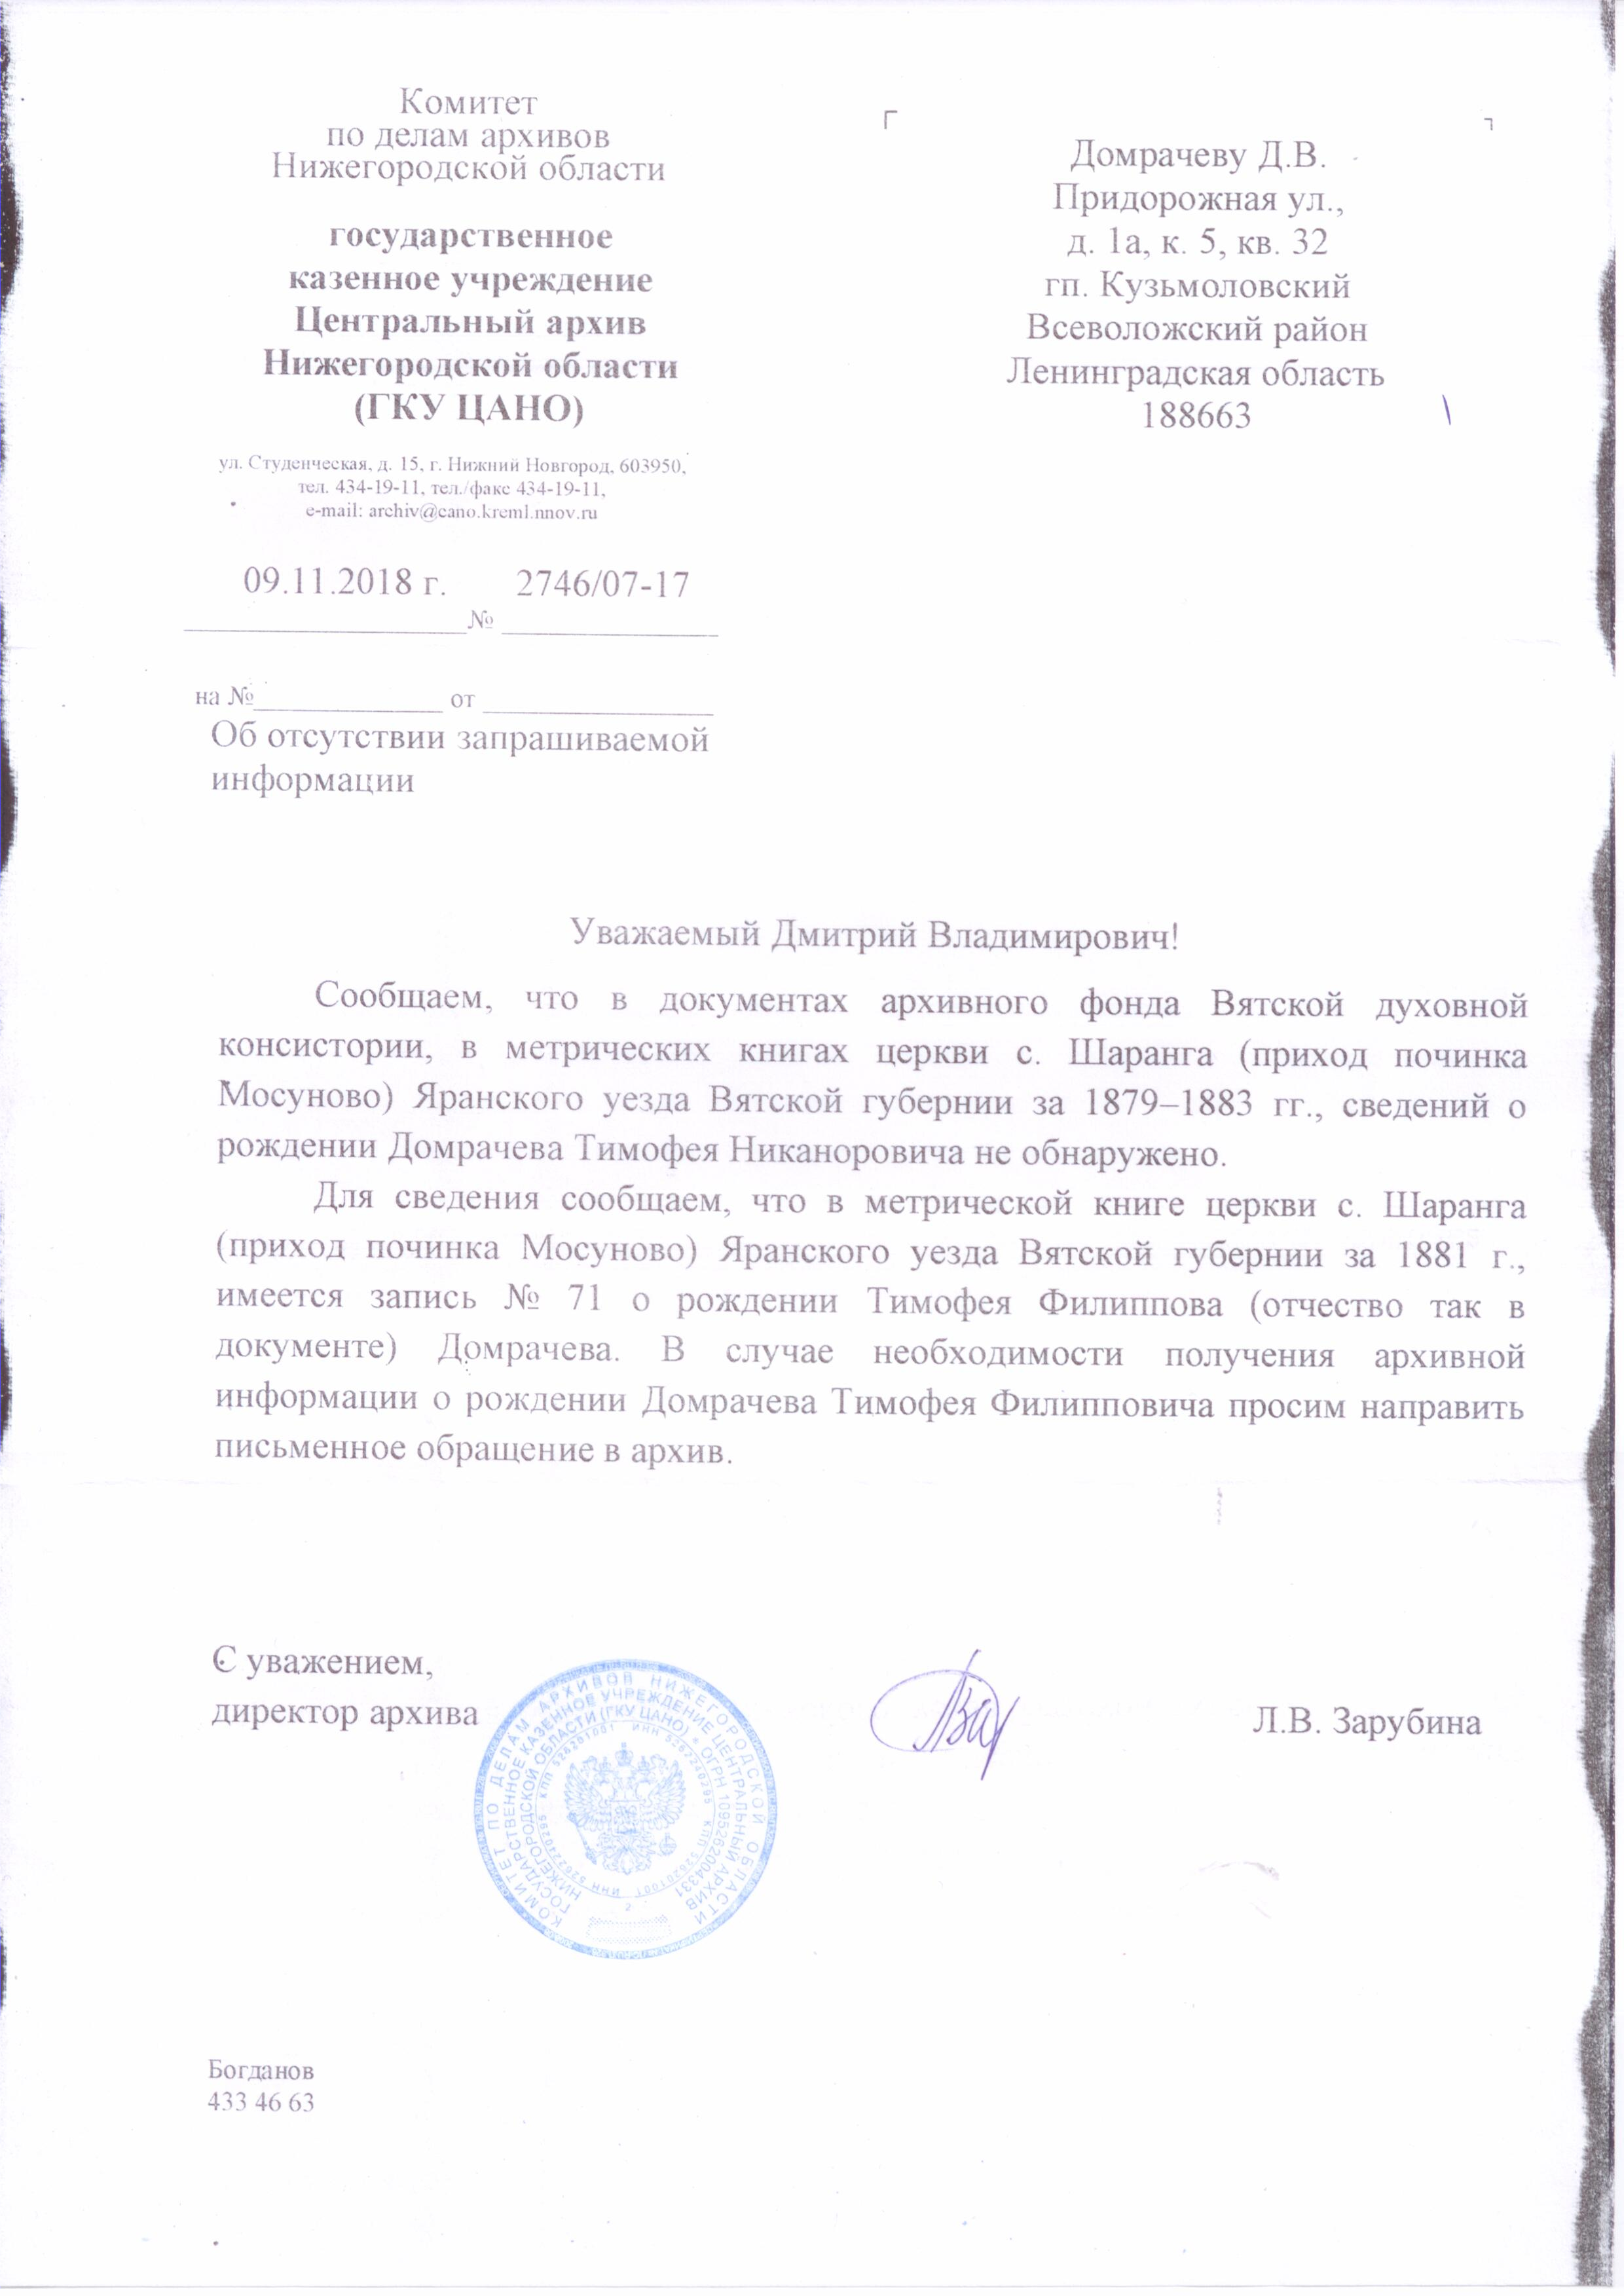 Комитет
по делам архивов
Нижегородской области
государственное
казенное учреждение
Центральный архив
Нижегородской области
(ГКУ ЦАНО)
ул. Студенческая, д. 15, г. Нижний Новгород, 603950,
тел. 434-19-11, тел./факс 434-19-11,
e-mail: archiv@cano.kreml.nnov.ru
09.11.2018 г. 2746/07-17
№
на № от
Об отсутствии запрашиваемой
информации
Домрачеву Д.В.
Придорожная ул.,
д. 1а, к. 5, кв. 32
гп. Кузьмоловский
Всеволожский район
Ленинградская область
188663
Уважаемый Дмитрий Владимирович!
Сообщаем, что в документах архивного фонда Вятской духовной
консистории, в метрических книгах церкви с. Шаранга (приход починка
Мосуново) Яранского уезда Вятской губернии за 1879–1883 гг., сведений о
рождении Домрачева Тимофея Никаноровича не обнаружено.
Для сведения сообщаем, что в метрической книге церкви с. Шаранга
(приход починка Мосуново) Яранского уезда Вятской губернии за 1881 г.,
имеется запись № 71 о рождении Тимофея Филиппова (отчество так в
документе) Домрачева. В случае необходимости получения архивной
информации о рождении Домрачева Тимофея Филипповича просим направить
письменное обращение в архив.
С уважением,
директор архива
Л.В. Зарубина
КОМИТЕТ ПО ДЕЛАМ АРХИВОВ НИЖЕГОРОДСКОЙ ОБЛАСТИ
ГОСУДАРСТВЕННОЕ КАЗЕННОЕ УЧРЕЖДЕНИЕ ЦЕНТРАЛЬНЫЙ АРХИВ
НИЖЕГОРОДСКОЙ ОБЛАСТИ (ГКУ ЦАНО) * ОГРН 1095262004331
ИНН 5262240295 КПП 526201001 ИНН 5262240295 КПП 526201001
2
Богданов
433 46 63